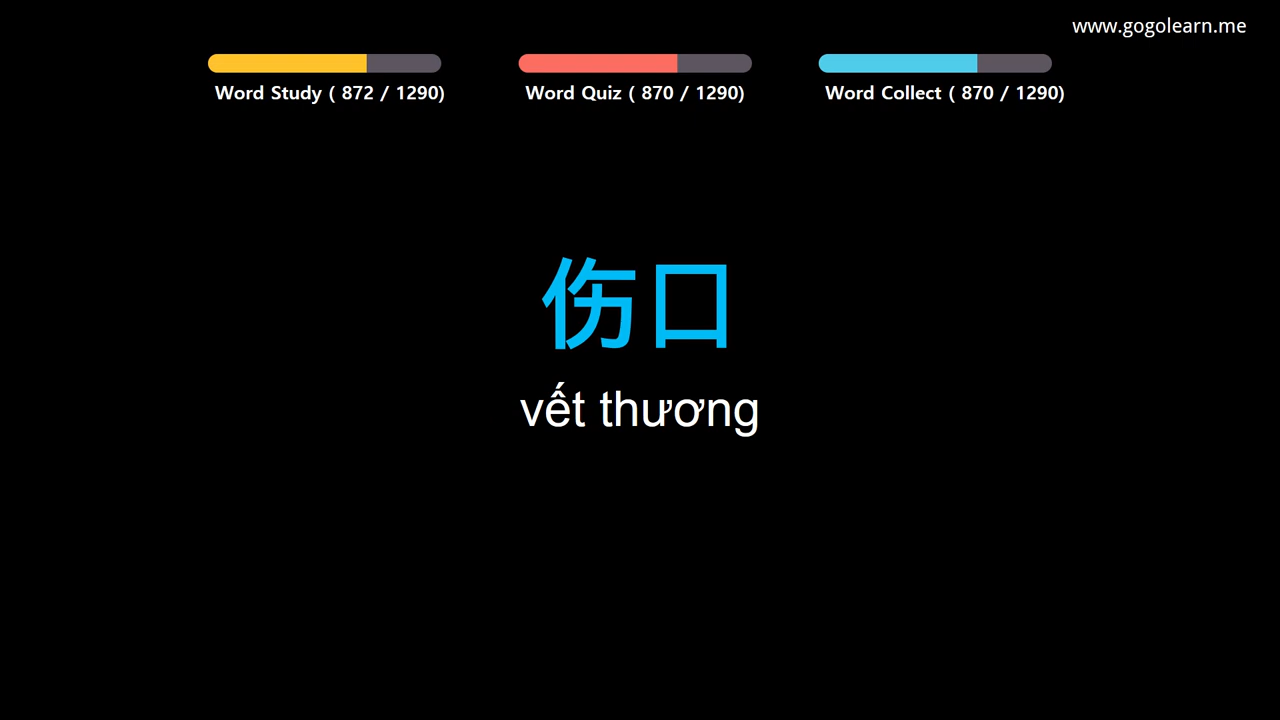 www.gogolearn.me
Word Study ( 872 / 1290)
Word Quiz ( 870 / 1290)
Word Collect ( 870 / 1290)
伤口
vết thương